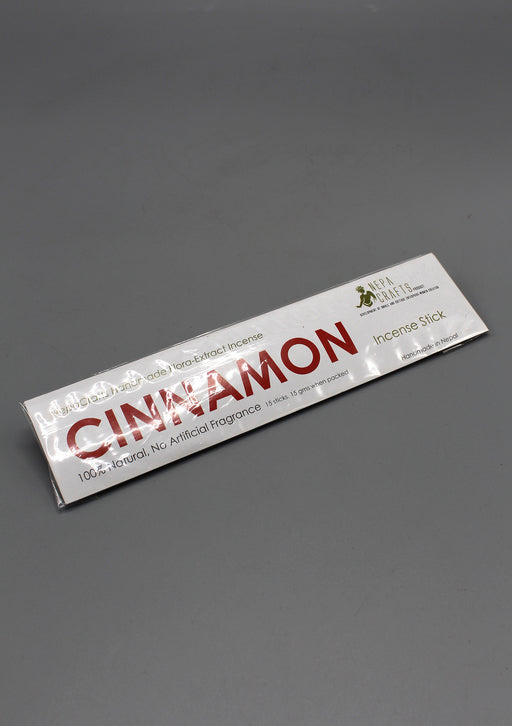 NEPA
CRAFTS PRODUCT
Handmade Flora-Extract Incense
CINNAMON
Incense Stick
100% Natural, No Artificial Fragrance 15 sticks, 15 gms when packed
Handmade in Nepal